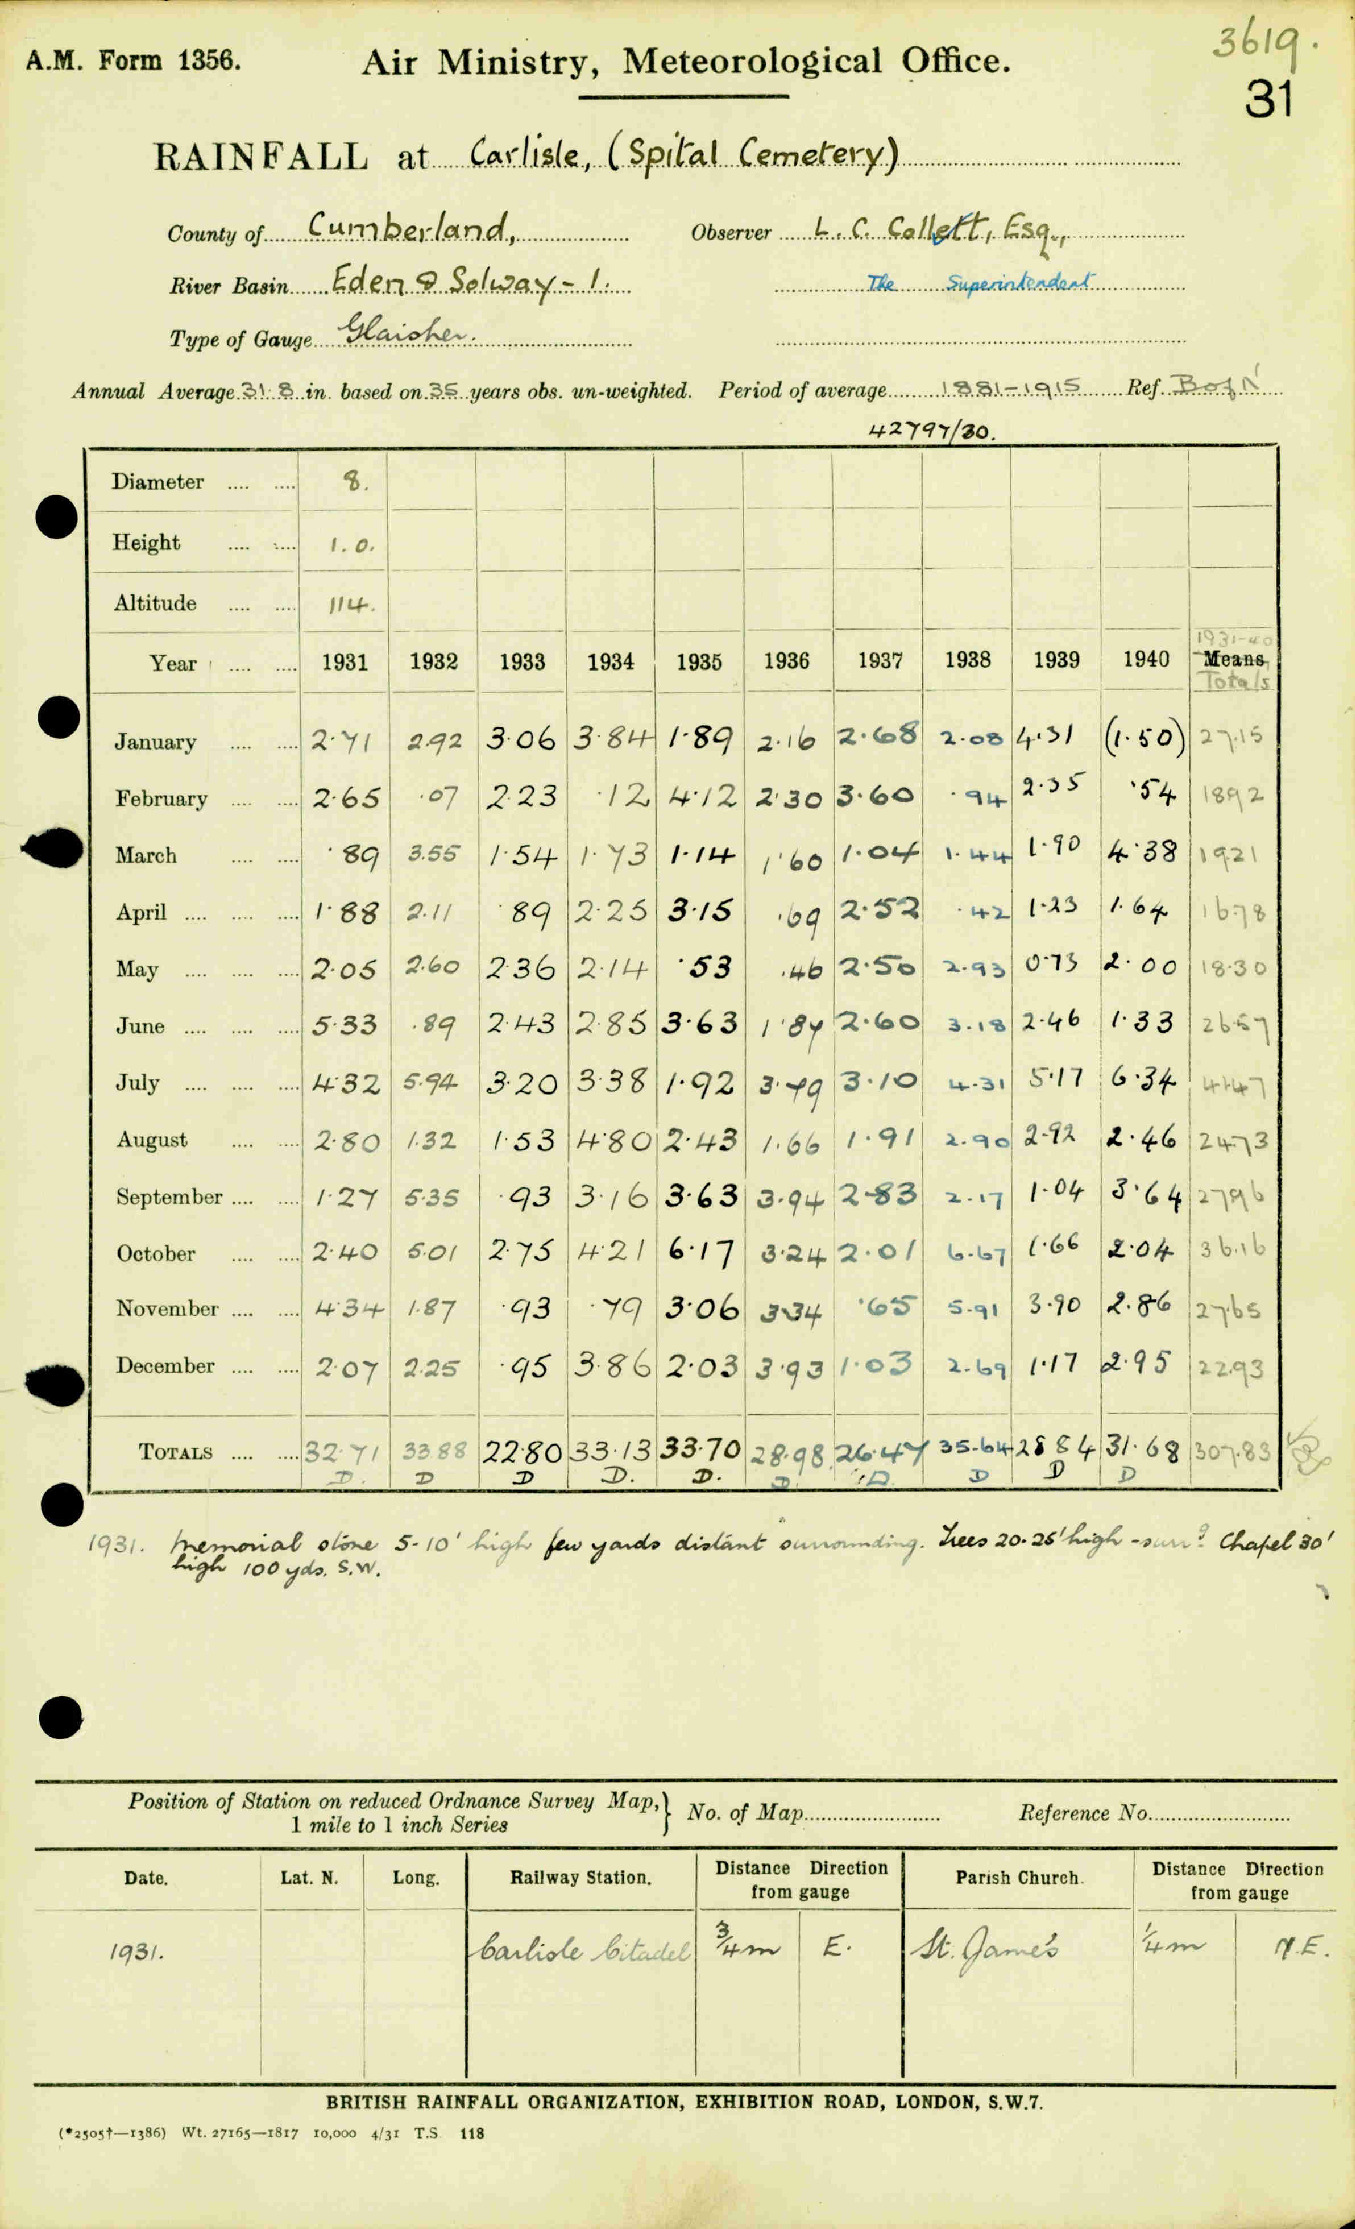 3619.
A.M. Form 1356. Air Ministry, Meteorological Office.
31
RAINFALL at Carlisle, (Spital Cemetery)
County of Cumberland, Observer L. C. Collett, Esq.,
River Basin Eden & Solway - 1. The Superintendent
Type of Gauge Glaisher.
Annual Average 31.8 in. based on 35 years obs. un-weighted. Period of average 1881-1915 Ref. B of N
42797/30.
Diameter .... .... 8.
Height .... .... 1.0.
Altitude .... .... 114.
1931-40
Year .... .... 1931 1932 1933 1934 1935 1936 1937 1938 1939 1940 Means
Totals
January .... .... 2.71 2.92 3.06 3.84 1.89 2.16 2.68 2.08 4.31 (1.50) 27.15
February .... .... 2.65 .07 2.23 .12 4.12 2.30 3.60 .94 2.35 .54 18.92
March .... .... .89 3.55 1.54 1.73 1.14 1.60 1.04 1.44 1.90 4.38 19.21
April .... .... .... 1.88 2.11 .89 2.25 3.15 .69 2.52 .42 1.23 1.64 16.78
May .... .... .... 2.05 2.60 2.36 2.14 .53 .46 2.50 2.93 0.73 2.00 18.30
June .... .... .... 5.33 .89 2.43 2.85 3.63 1.87 2.60 3.18 2.46 1.33 26.57
July .... .... .... 4.32 5.94 3.20 3.38 1.92 3.79 3.10 4.31 5.17 6.34 41.47
August .... .... 2.80 1.32 1.53 4.80 2.43 1.66 1.91 2.90 2.92 2.46 24.73
September .... .... 1.27 5.35 .93 3.16 3.63 3.94 2.83 2.17 1.04 3.64 27.96
October .... .... 2.40 5.01 2.75 4.21 6.17 3.24 2.01 6.67 1.66 2.04 36.16
November .... .... 4.34 1.87 .93 .79 3.06 3.34 .65 5.91 3.90 2.86 27.65
December .... .... 2.07 2.25 .95 3.86 2.03 3.93 1.03 2.69 1.17 2.95 22.93
TOTALS .... .... 32.71 33.88 22.80 33.13 33.70 28.98 26.47 35.64 28.84 31.68 307.83
D. D D D. D. D D. D D D
1931. Memorial stone 5-10' high few yards distant surrounding. Trees 20-25' high - surrg Chapel 30'
high 100 yds. S.W.
Position of Station on reduced Ordnance Survey Map, } No. of Map Reference No.
1 mile to 1 inch Series
Date. Lat. N. Long. Railway Station. Distance Direction from gauge Parish Church. Distance Direction from gauge
1931. Carlisle Citadel 3/4 m E. St. James's 1/4 m N.E.
BRITISH RAINFALL ORGANIZATION, EXHIBITION ROAD, LONDON, S.W.7.
(*2505†—1386) Wt. 27165—1817 10,000 4/31 T.S. 118